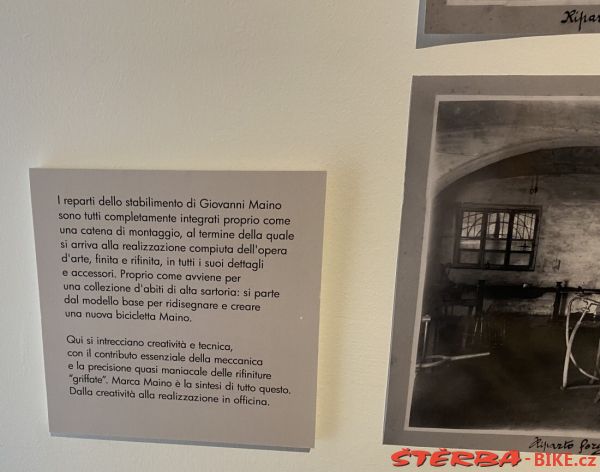 Ripar
I reparti dello stabilimento di Giovanni Maino
sono tutti completamente integrati proprio come
una catena di montaggio, al termine della quale
si arriva alla realizzazione compiuta dell'opera
d'arte, finita e rifinita, in tutti i suoi dettagli
e accessori. Proprio come avviene per
una collezione d'abiti di alta sartoria: si parte
dal modello base per ridisegnare e creare
una nuova bicicletta Maino.
Qui si intrecciano creatività e tecnica,
con il contributo essenziale della meccanica
e la precisione quasi maniacale delle rifiniture
"griffate". Marca Maino è la sintesi di tutto questo.
Dalla creatività alla realizzazione in officina.
Riparto
ŠTĚRBA-BIKE.cz